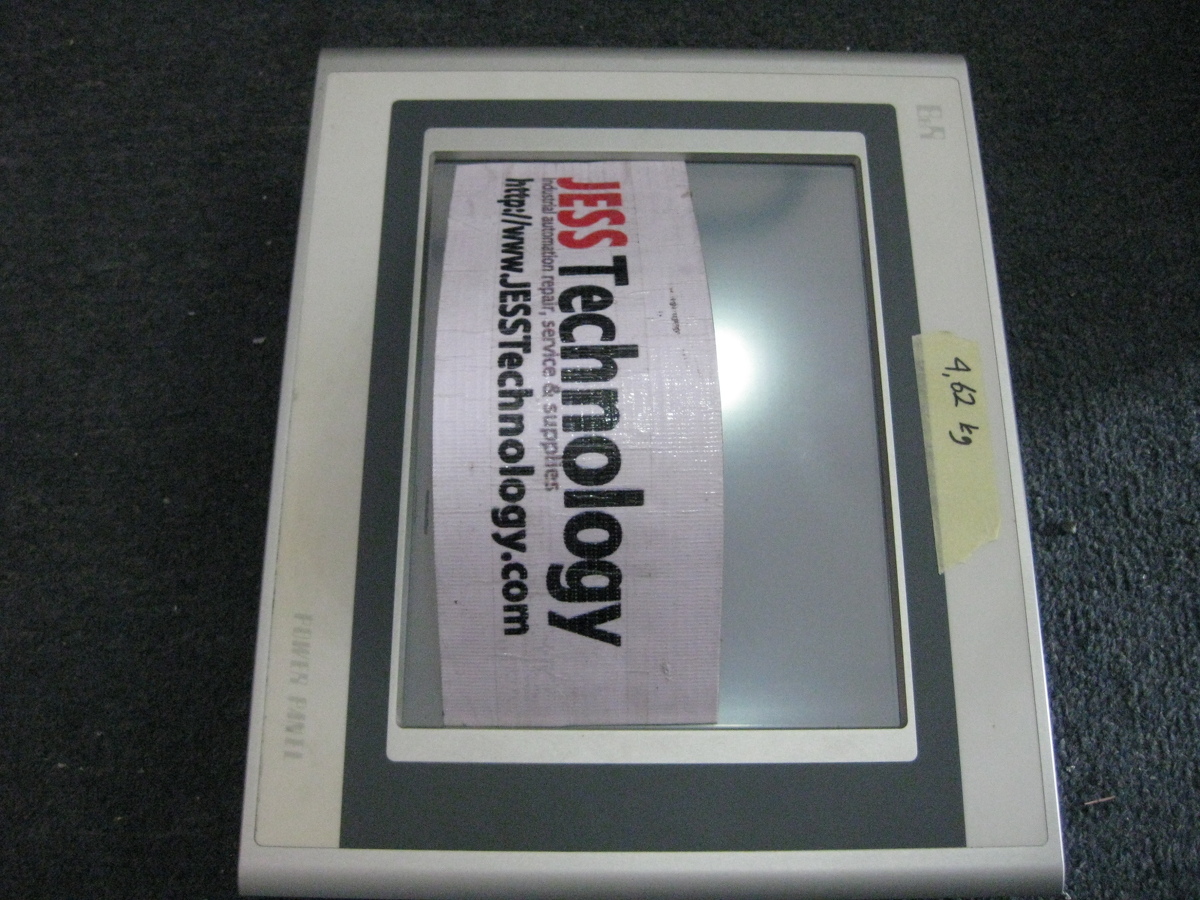 B&R
4,62 kg
JESS Technology
Industrial automation repair, service & supplies
http://www.JESSTechnology.com
POWER PANEL